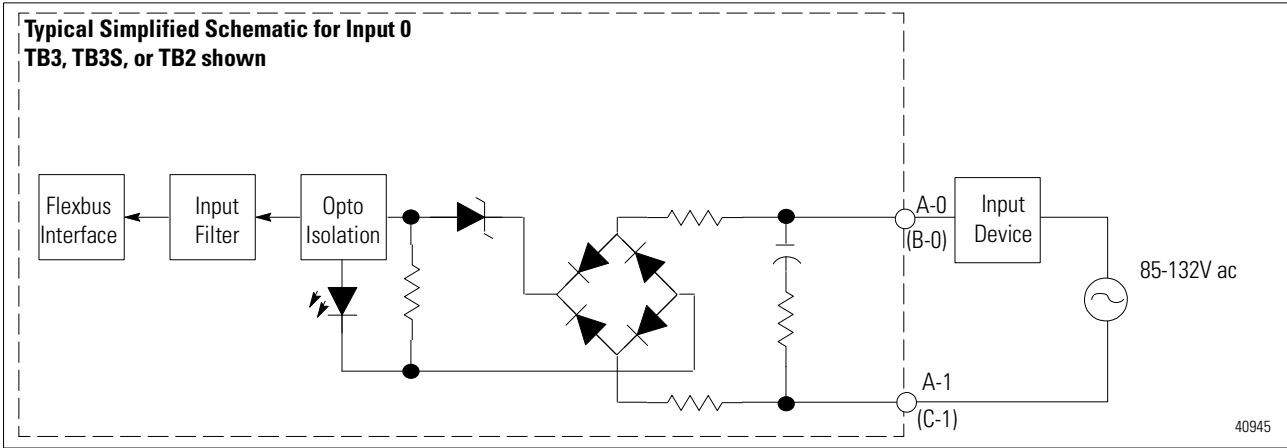 Typical Simplified Schematic for Input 0
TB3, TB3S, or TB2 shown
Flexbus
Interface
Input
Filter
Opto
Isolation
A-0
(B-0)
Input
Device
85-132V ac
A-1
(C-1)
40945